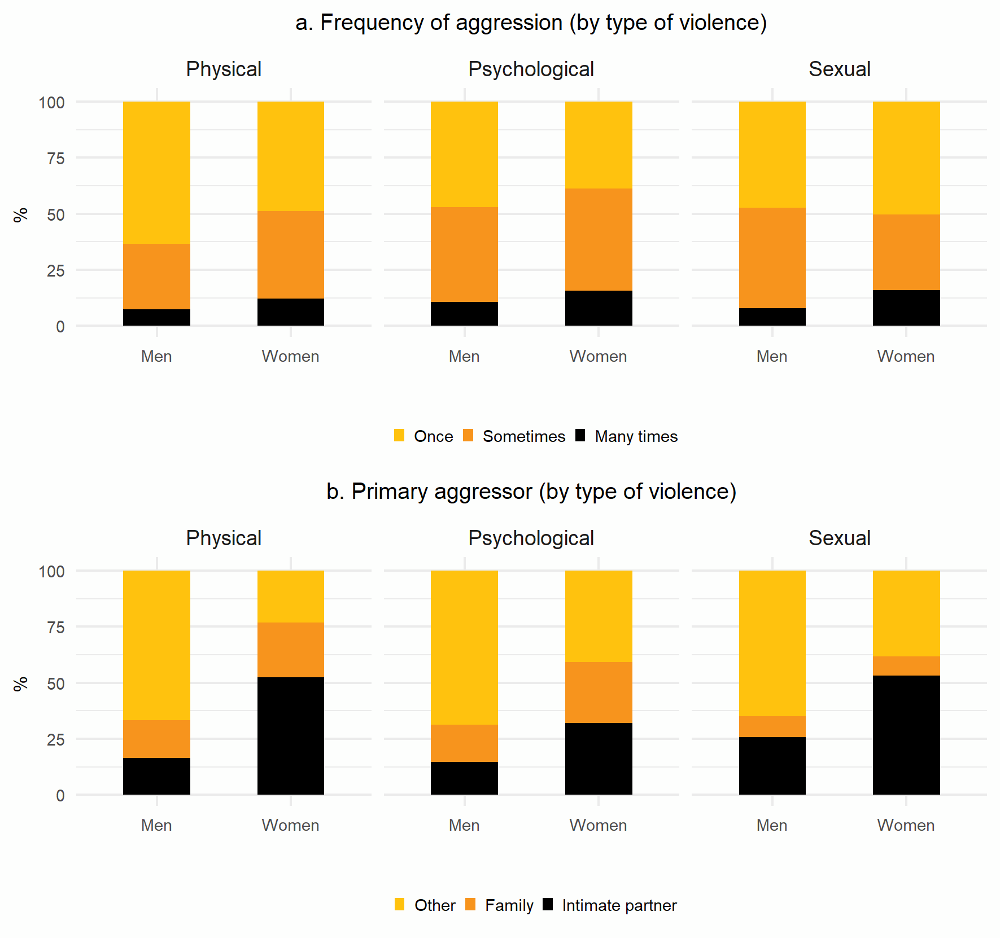 a. Frequency of aggression (by type of violence)
Physical Psychological Sexual
100
75
50
25
0
%
Men Women Men Women Men Women
Once Sometimes Many times
b. Primary aggressor (by type of violence)
Physical Psychological Sexual
100
75
50
25
0
%
Men Women Men Women Men Women
Other Family Intimate partner